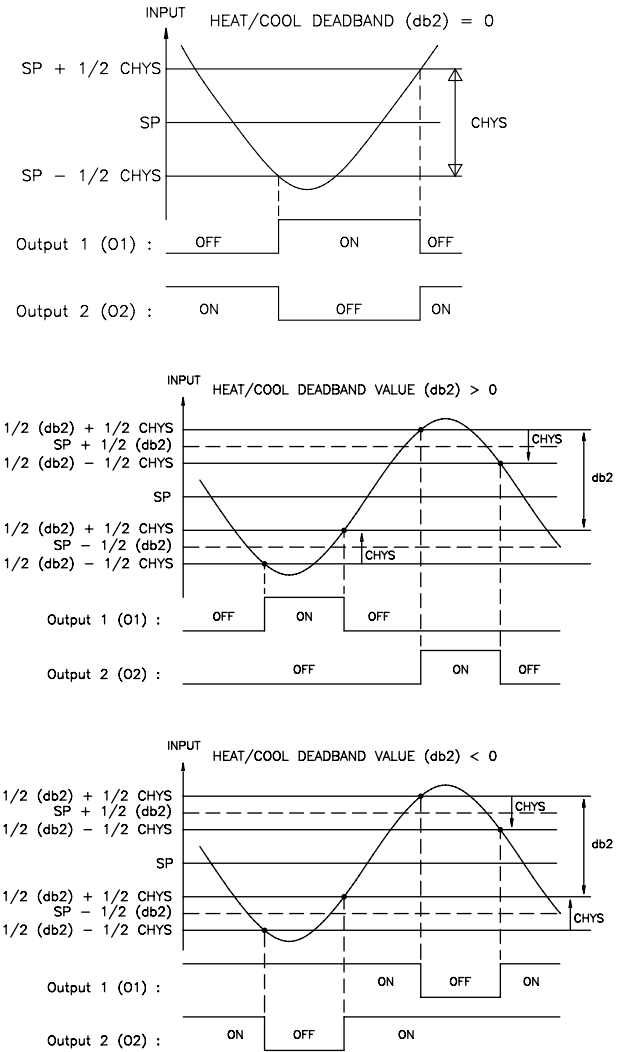 INPUT
HEAT/COOL DEADBAND (db2) = 0
SP + 1/2 CHYS
SP
CHYS
SP - 1/2 CHYS
Output 1 (O1) : OFF ON OFF
Output 2 (O2) : ON OFF ON
INPUT
HEAT/COOL DEADBAND VALUE (db2) > 0
1/2 (db2) + 1/2 CHYS
SP + 1/2 (db2)
CHYS
1/2 (db2) - 1/2 CHYS
db2
SP
1/2 (db2) + 1/2 CHYS
SP - 1/2 (db2)
CHYS
1/2 (db2) - 1/2 CHYS
Output 1 (O1) : OFF ON OFF
Output 2 (O2) : OFF ON OFF
INPUT
HEAT/COOL DEADBAND VALUE (db2) < 0
1/2 (db2) + 1/2 CHYS
SP + 1/2 (db2)
CHYS
1/2 (db2) - 1/2 CHYS
db2
SP
1/2 (db2) + 1/2 CHYS
SP - 1/2 (db2)
CHYS
1/2 (db2) - 1/2 CHYS
Output 1 (O1) : ON OFF ON
Output 2 (O2) : ON OFF ON